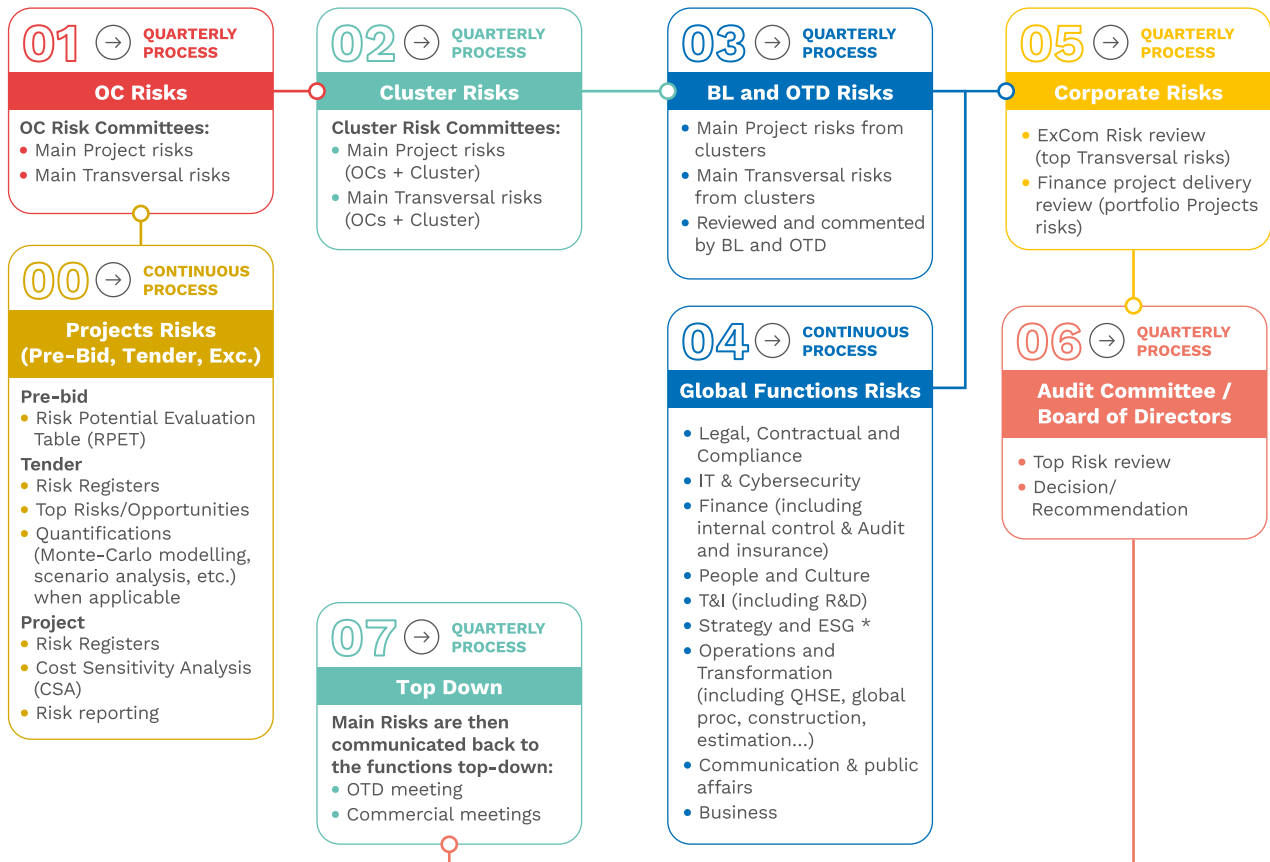 01
QUARTERLY
PROCESS
OC Risks
OC Risk Committees:
• Main Project risks
• Main Transversal risks
00
CONTINUOUS
PROCESS
Projects Risks
(Pre-Bid, Tender, Exc.)
Pre-bid
• Risk Potential Evaluation
Table (RPET)
Tender
• Risk Registers
• Top Risks/Opportunities
• Quantifications
(Monte-Carlo modelling,
scenario analysis, etc.)
when applicable
Project
• Risk Registers
• Cost Sensitivity Analysis
(CSA)
• Risk reporting
02
QUARTERLY
PROCESS
Cluster Risks
Cluster Risk Committees:
• Main Project risks
(OCs + Cluster)
• Main Transversal risks
(OCs + Cluster)
03
QUARTERLY
PROCESS
BL and OTD Risks
• Main Project risks from
clusters
• Main Transversal risks
from clusters
• Reviewed and commented
by BL and OTD
04
CONTINUOUS
PROCESS
Global Functions Risks
• Legal, Contractual and
Compliance
• IT & Cybersecurity
• Finance (including
internal control & Audit
and insurance)
• People and Culture
• T&I (including R&D)
• Strategy and ESG *
• Operations and
Transformation
(including QHSE, global
proc, construction,
estimation...)
• Communication & public
affairs
• Business
05
QUARTERLY
PROCESS
Corporate Risks
• ExCom Risk review
(top Transversal risks)
• Finance project delivery
review (portfolio Projects
risks)
06
QUARTERLY
PROCESS
Audit Committee /
Board of Directors
• Top Risk review
• Decision/
Recommendation
07
QUARTERLY
PROCESS
Top Down
Main Risks are then
communicated back to
the functions top-down:
• OTD meeting
• Commercial meetings